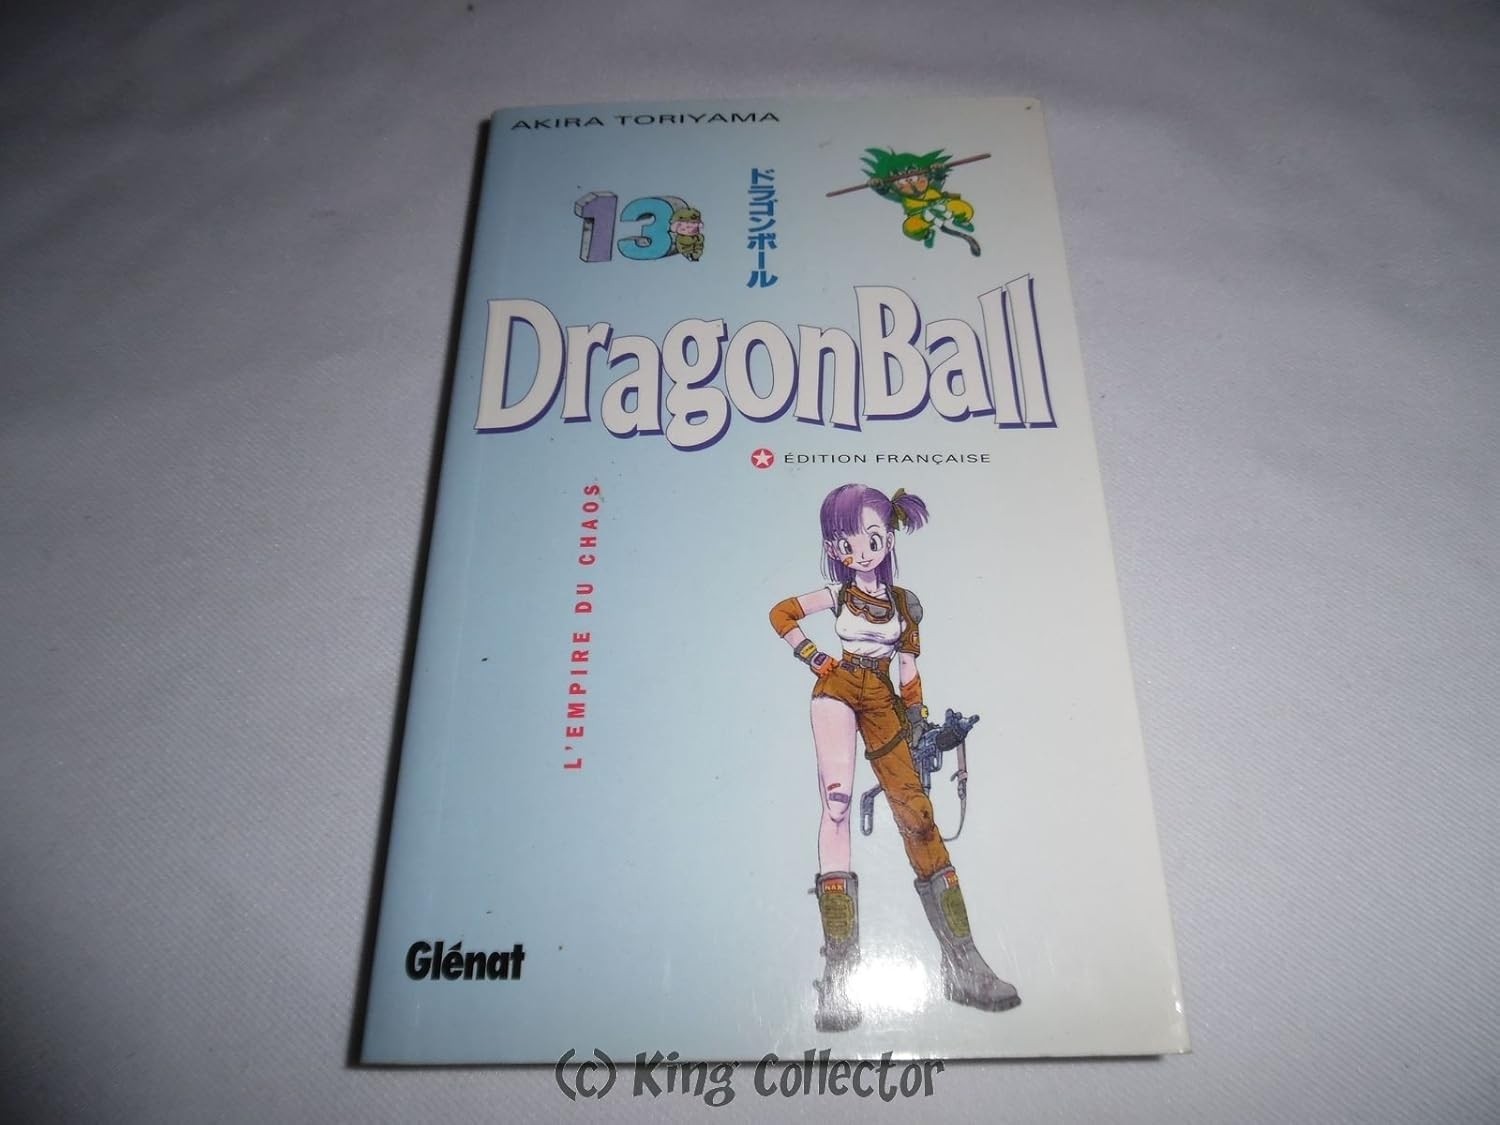 AKIRA TORIYAMA
13
ドラゴンボール
DragonBall
ÉDITION FRANÇAISE
L'EMPIRE DU CHAOS
Glénat
(c) King Collector